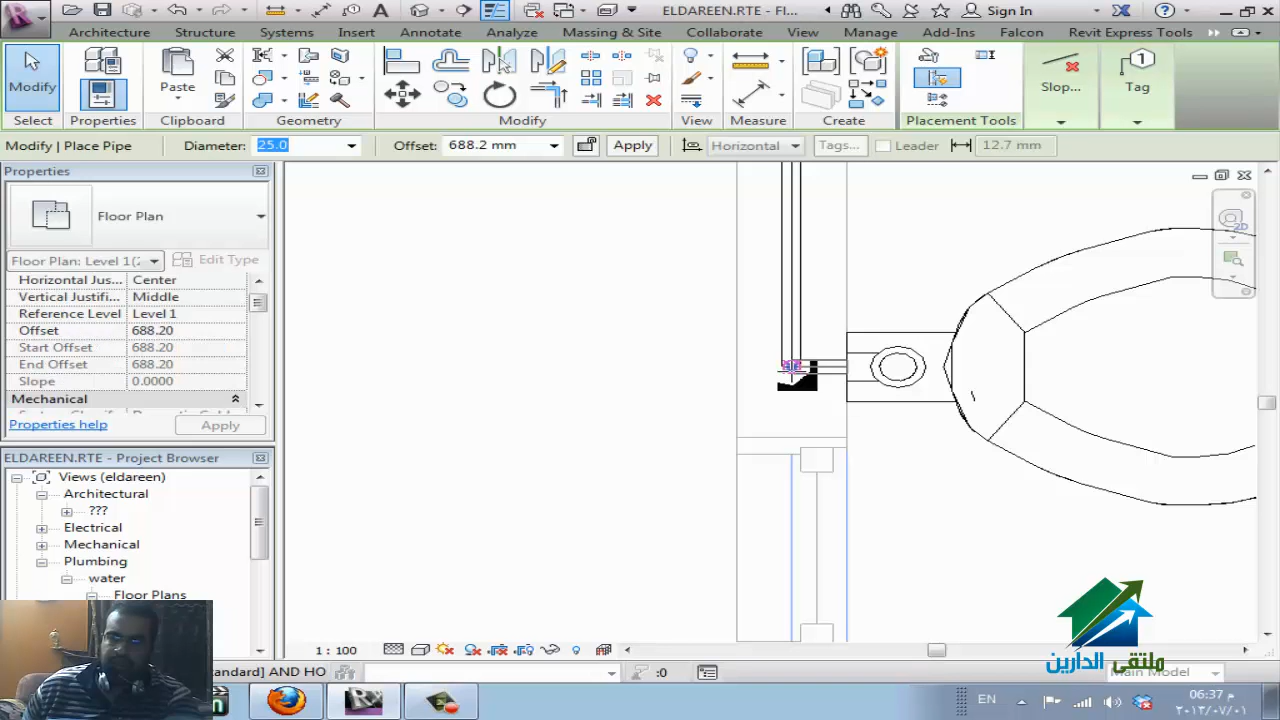 ELDAREEN.RTE - Fl...
Sign In
Architecture Structure Systems Insert Annotate Analyze Massing & Site Collaborate View Manage Add-Ins Falcon Revit Express Tools
Modify
Paste
Slop...
Tag
Select Properties Clipboard Geometry Modify View Measure Create Placement Tools
Modify | Place Pipe Diameter: 25.0 Offset: 688.2 mm Apply Horizontal Tags... Leader 12.7 mm
Properties
Floor Plan
Floor Plan: Level 1(2 Edit Type
Horizontal Jus... Center
Vertical Justifi... Middle
Reference Level Level 1
Offset 688.20
Start Offset 688.20
End Offset 688.20
Slope 0.0000
Mechanical
Properties help Apply
ELDAREEN.RTE - Project Browser
Views (eldareen)
Architectural
???
Electrical
Mechanical
Plumbing
water
Floor Plans
2D
1 : 100
ملتقى الدارين
tandard] AND HO :0 Main Model
EN
06:37 م
٢٠١٣/٠٧/٠١